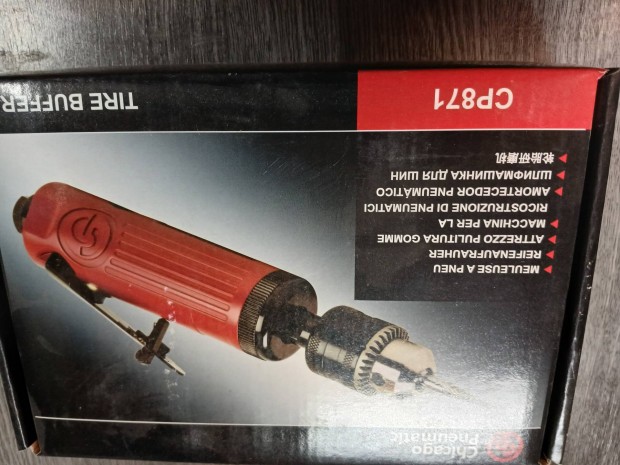 Chicago
Pneumatic
MEULEUSE A PNEU
REIFENAUFRAUHER
ATTREZZO PULITURA GOMME
MACCHINA PER LA
RICOSTRUZIONE DI PNEUMATICI
AMORTECEDOR PNEUMÁTICO
ШЛИФМАШИНКА ДЛЯ ШИН
轮胎研磨机
CP871
TIRE BUFFER